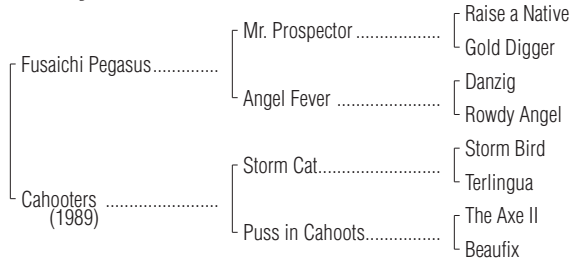 Raise a Native
Mr. Prospector ..................
Gold Digger
Fusaichi Pegasus..............
Danzig
Angel Fever ......................
Rowdy Angel
Storm Bird
Storm Cat.........................
Terlingua
Cahooters ........................
(1989)
The Axe II
Puss in Cahoots................
Beaufix